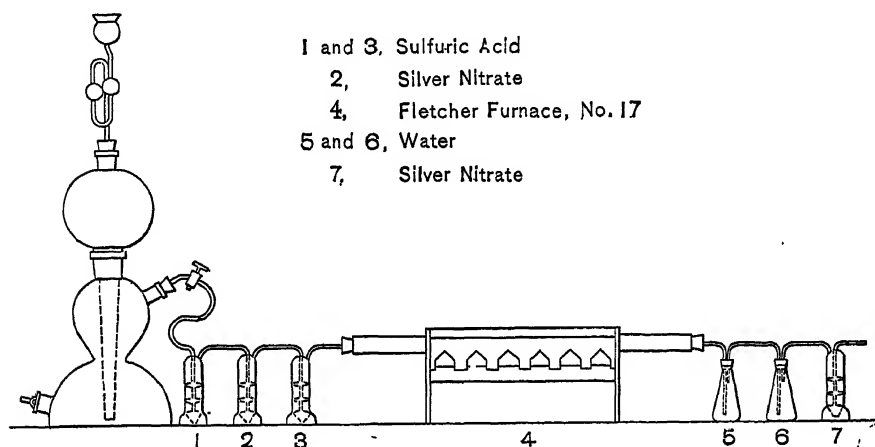 1 and 3, Sulfuric Acid
2, Silver Nitrate
4, Fletcher Furnace, No. 17
5 and 6, Water
7, Silver Nitrate
1 2 3 4 5 6 7